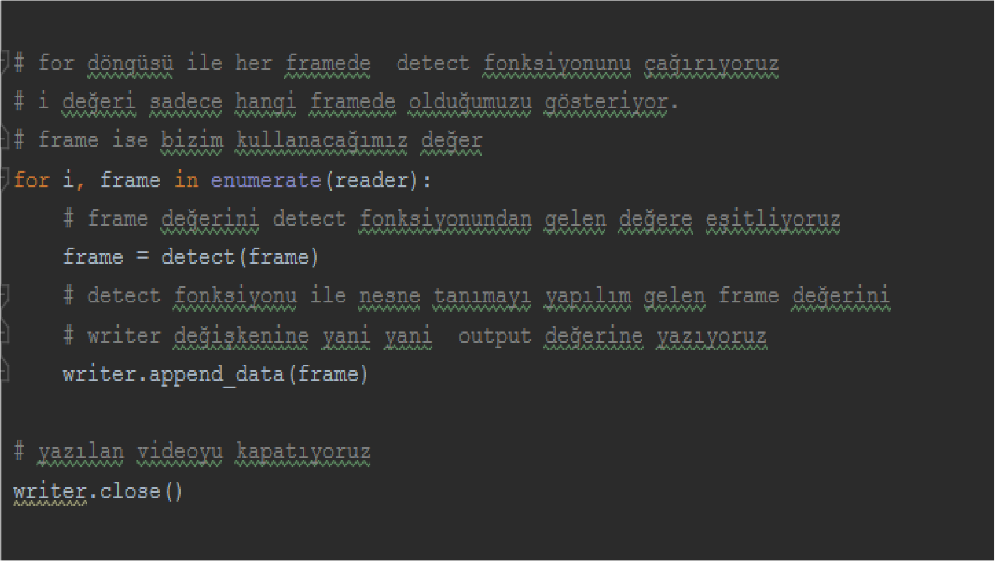 # for döngüsü ile her framede  detect fonksiyonunu çağırıyoruz
# i değeri sadece hangi framede olduğumuzu gösteriyor.
# frame ise bizim kullanacağımız değer
for i, frame in enumerate(reader):
    # frame değerini detect fonksiyonundan gelen değere eşitliyoruz
    frame = detect(frame)
    # detect fonksiyonu ile nesne tanımayı yapılım gelen frame değerini
    # writer değişkenine yani yani  output değerine yazıyoruz
    writer.append_data(frame)
# yazılan videoyu kapatıyoruz
writer.close()